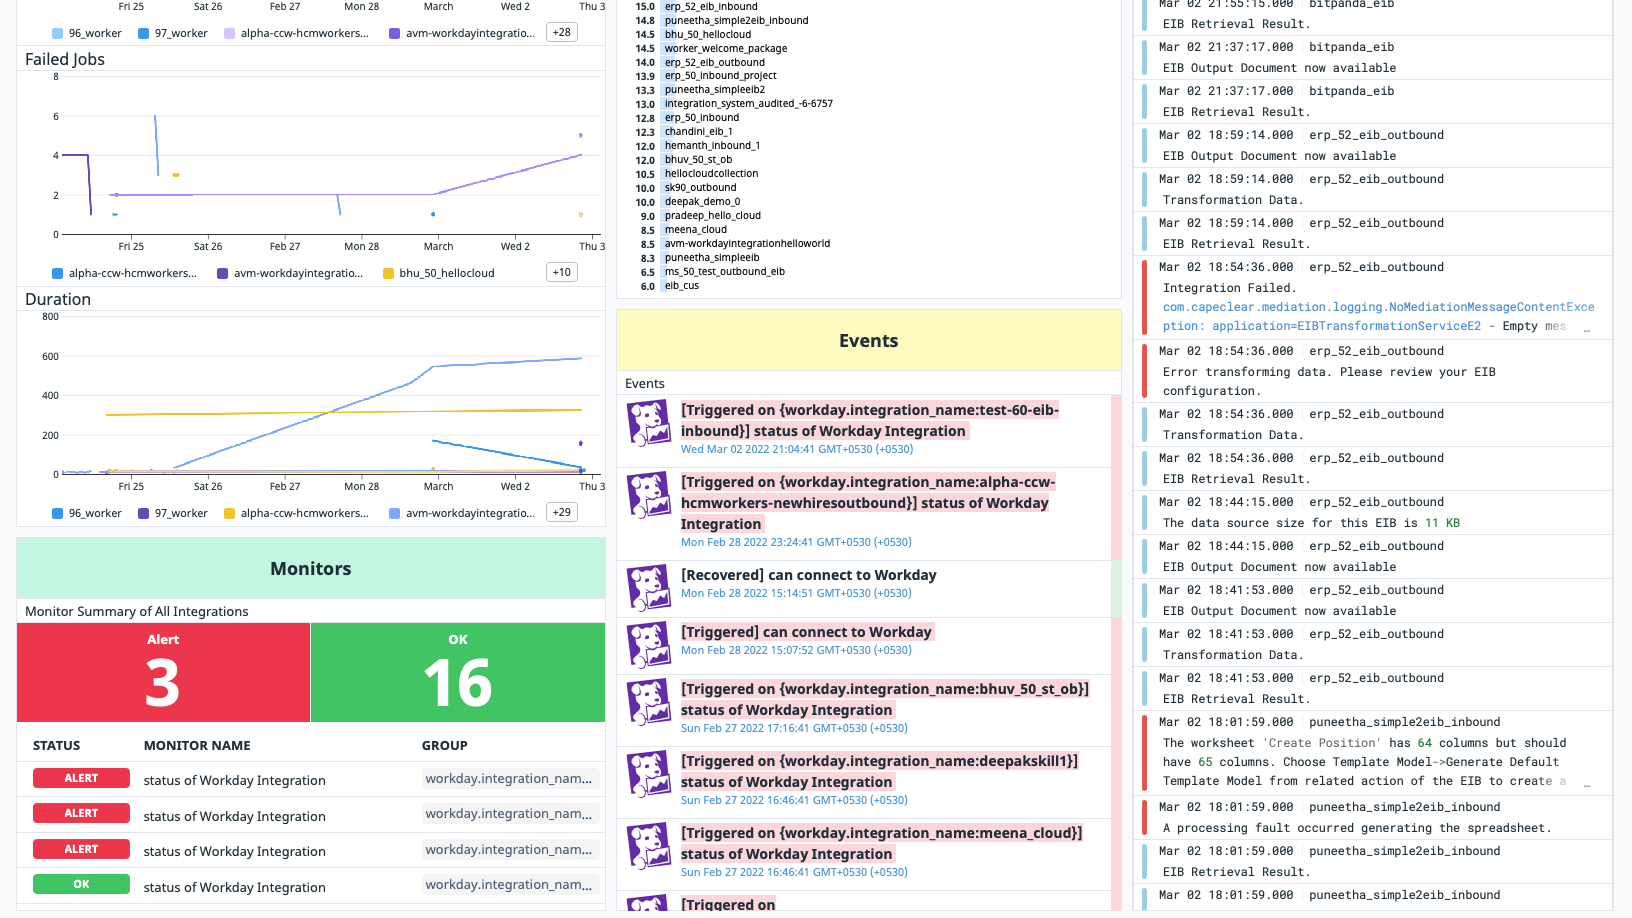 Fri 25 Sat 26 Feb 27 Mon 28 March Wed 2 Thu 3
96_worker 97_worker alpha-ccw-hcmworkers... avm-workdayintegratio... +28
Failed Jobs
8
6
4
2
0
Fri 25 Sat 26 Feb 27 Mon 28 March Wed 2 Thu 3
alpha-ccw-hcmworkers... avm-workdayintegratio... bhu_50_hellocloud +10
Duration
800
600
400
200
0
Fri 25 Sat 26 Feb 27 Mon 28 March Wed 2 Thu 3
96_worker 97_worker alpha-ccw-hcmworkers... avm-workdayintegratio... +29
Monitors
Monitor Summary of All Integrations
Alert OK
3 16
STATUS MONITOR NAME GROUP
ALERT status of Workday Integration workday.integration_nam...
ALERT status of Workday Integration workday.integration_nam...
ALERT status of Workday Integration workday.integration_nam...
OK status of Workday Integration workday.integration_nam...
15.0 erp_52_eib_inbound
14.8 puneetha_simple2eib_inbound
14.5 bhu_50_hellocloud
14.5 worker_welcome_package
14.0 erp_52_eib_outbound
13.9 erp_50_inbound_project
13.3 puneetha_simpleeib2
13.0 integration_system_audited_-6-6757
12.8 erp_50_inbound
12.3 chandini_eib_1
12.0 hemanth_inbound_1
12.0 bhuv_50_st_ob
10.5 hellocloudcollection
10.0 sk90_outbound
10.0 deepak_demo_0
9.0 pradeep_hello_cloud
8.5 meena_cloud
8.5 avm-workdayintegrationhelloworld
8.3 puneetha_simpleeib
6.5 ms_50_test_outbound_eib
6.0 eib_cus
Events
Events
[Triggered on {workday.integration_name:test-60-eib-
inbound}] status of Workday Integration
Wed Mar 02 2022 21:04:41 GMT+0530 (+0530)
[Triggered on {workday.integration_name:alpha-ccw-
hcmworkers-newhiresoutbound}] status of Workday
Integration
Mon Feb 28 2022 23:24:41 GMT+0530 (+0530)
[Recovered] can connect to Workday
Mon Feb 28 2022 15:14:51 GMT+0530 (+0530)
[Triggered] can connect to Workday
Mon Feb 28 2022 15:07:52 GMT+0530 (+0530)
[Triggered on {workday.integration_name:bhuv_50_st_ob}]
status of Workday Integration
Sun Feb 27 2022 17:16:41 GMT+0530 (+0530)
[Triggered on {workday.integration_name:deepakskill1}]
status of Workday Integration
Sun Feb 27 2022 16:46:41 GMT+0530 (+0530)
[Triggered on {workday.integration_name:meena_cloud}]
status of Workday Integration
Sun Feb 27 2022 16:46:41 GMT+0530 (+0530)
[Triggered on
Mar 02 21:55:15.000 bitpanda_eib
EIB Retrieval Result.
Mar 02 21:37:17.000 bitpanda_eib
EIB Output Document now available
Mar 02 21:37:17.000 bitpanda_eib
EIB Retrieval Result.
Mar 02 18:59:14.000 erp_52_eib_outbound
EIB Output Document now available
Mar 02 18:59:14.000 erp_52_eib_outbound
Transformation Data.
Mar 02 18:59:14.000 erp_52_eib_outbound
EIB Retrieval Result.
Mar 02 18:54:36.000 erp_52_eib_outbound
Integration Failed.
com.capeclear.mediation.logging.NoMediationMessageContentExce
ption: application=EIBTransformationServiceE2 - Empty mes …
Mar 02 18:54:36.000 erp_52_eib_outbound
Error transforming data. Please review your EIB
configuration.
Mar 02 18:54:36.000 erp_52_eib_outbound
Transformation Data.
Mar 02 18:54:36.000 erp_52_eib_outbound
EIB Retrieval Result.
Mar 02 18:44:15.000 erp_52_eib_outbound
The data source size for this EIB is 11 KB
Mar 02 18:44:15.000 erp_52_eib_outbound
EIB Output Document now available
Mar 02 18:41:53.000 erp_52_eib_outbound
EIB Output Document now available
Mar 02 18:41:53.000 erp_52_eib_outbound
Transformation Data.
Mar 02 18:41:53.000 erp_52_eib_outbound
EIB Retrieval Result.
Mar 02 18:01:59.000 puneetha_simple2eib_inbound
The worksheet 'Create Position' has 64 columns but should
have 65 columns. Choose Template Model->Generate Default
Template Model from related action of the EIB to create a …
Mar 02 18:01:59.000 puneetha_simple2eib_inbound
A processing fault occurred generating the spreadsheet.
Mar 02 18:01:59.000 puneetha_simple2eib_inbound
EIB Retrieval Result.
Mar 02 18:01:59.000 puneetha_simple2eib_inbound